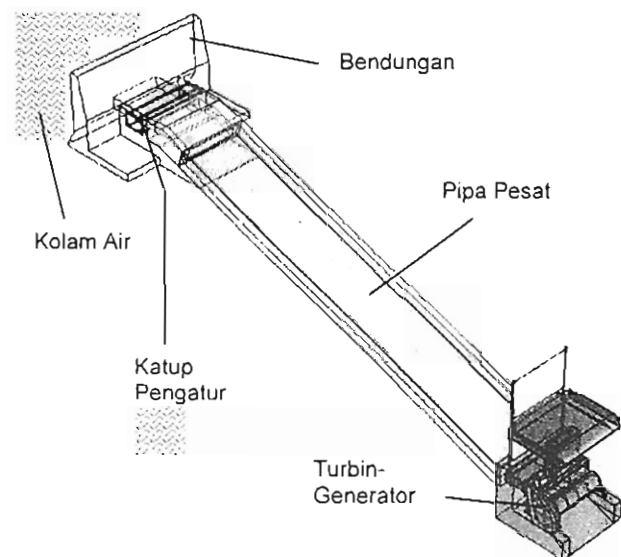 Bendungan
Pipa Pesat
Kolam Air
Katup
Pengatur
Turbin-
Generator